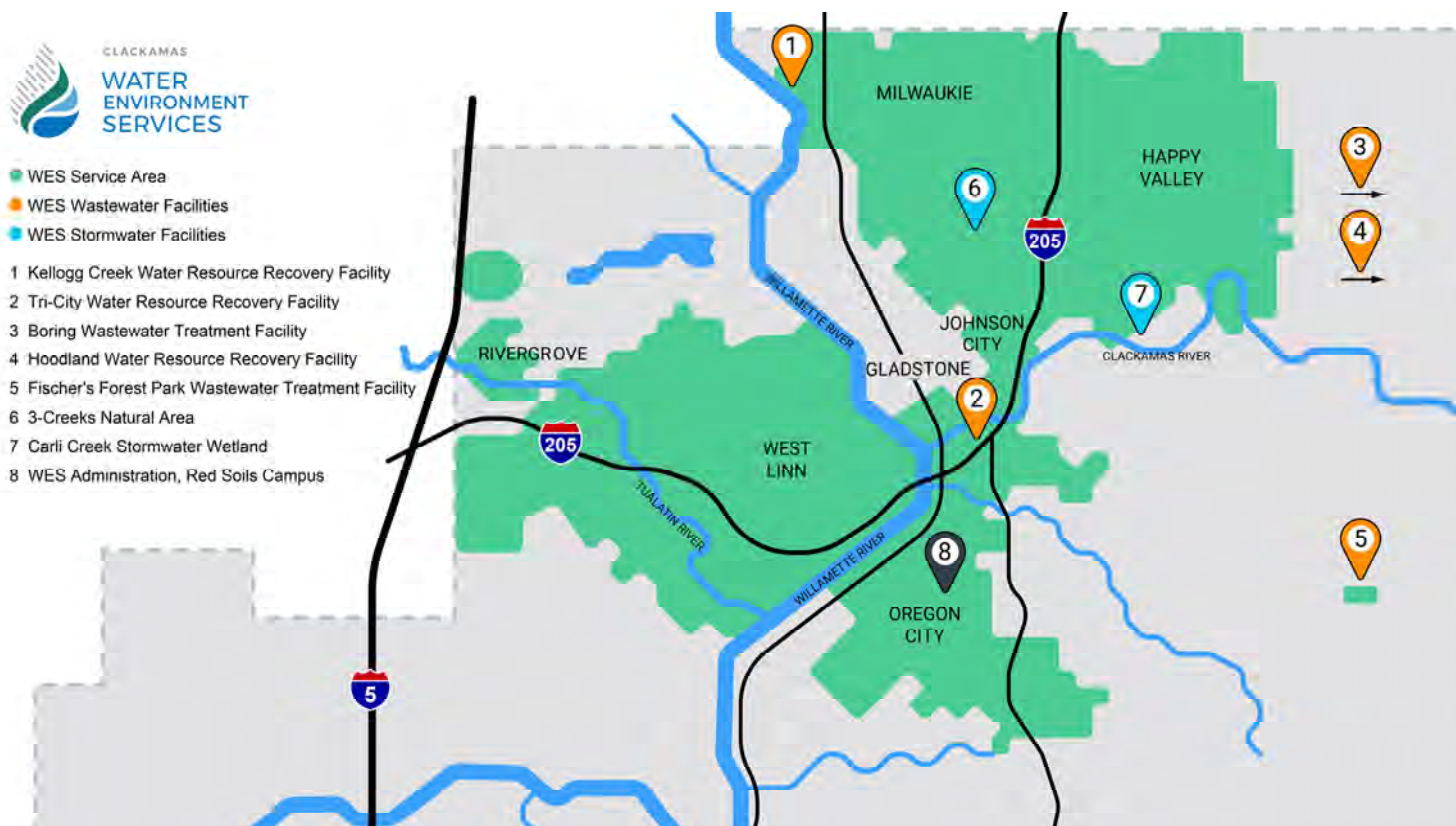 CLACKAMAS
WATER
ENVIRONMENT
SERVICES
WES Service Area
WES Wastewater Facilities
WES Stormwater Facilities
1 Kellogg Creek Water Resource Recovery Facility
2 Tri-City Water Resource Recovery Facility
3 Boring Wastewater Treatment Facility
4 Hoodland Water Resource Recovery Facility
5 Fischer's Forest Park Wastewater Treatment Facility
6 3-Creeks Natural Area
7 Carli Creek Stormwater Wetland
8 WES Administration, Red Soils Campus
1
MILWAUKIE
HAPPY
VALLEY
3
6
4
205
7
WILLAMETTE RIVER
JOHNSON
CITY
CLACKAMAS RIVER
RIVERGROVE
GLADSTONE
2
205
WEST
LINN
TUALATIN RIVER
WILLAMETTE RIVER
8
5
OREGON
CITY
5